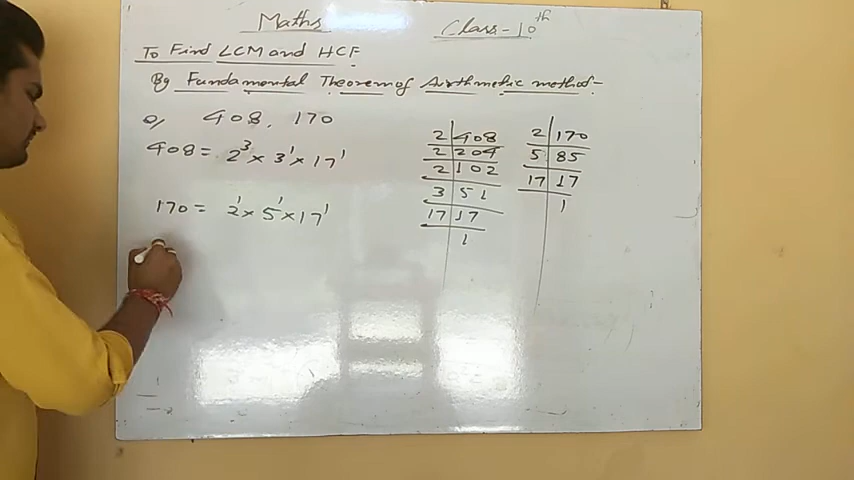 Maths Class-10th
To Find LCM and HCF
By Fundamental Theorem of Airthmetic method-
408, 170
408 = 2³ × 3¹ × 17¹
170 = 2¹ × 5¹ × 17¹
2 | 408
2 | 204
2 | 102
3 | 51
17 | 17
1
2 | 170
5 | 85
17 | 17
1